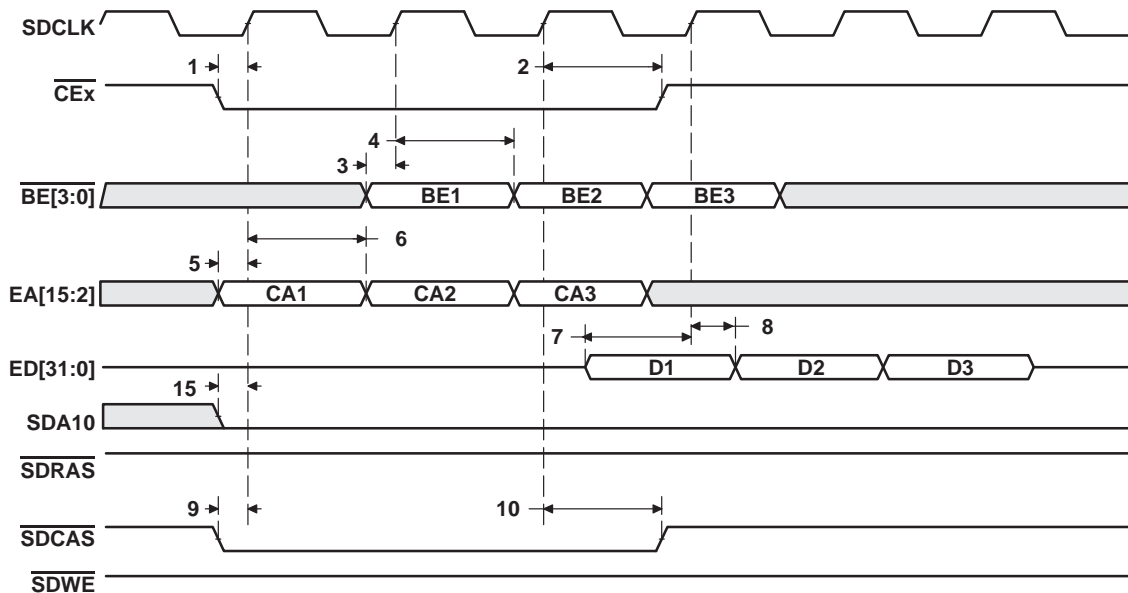 SDCLK
1
2
CEx
4
3
BE[3:0]
BE1
BE2
BE3
6
5
EA[15:2]
CA1
CA2
CA3
7
8
ED[31:0]
D1
D2
D3
15
SDA10
SDRAS
9
10
SDCAS
SDWE